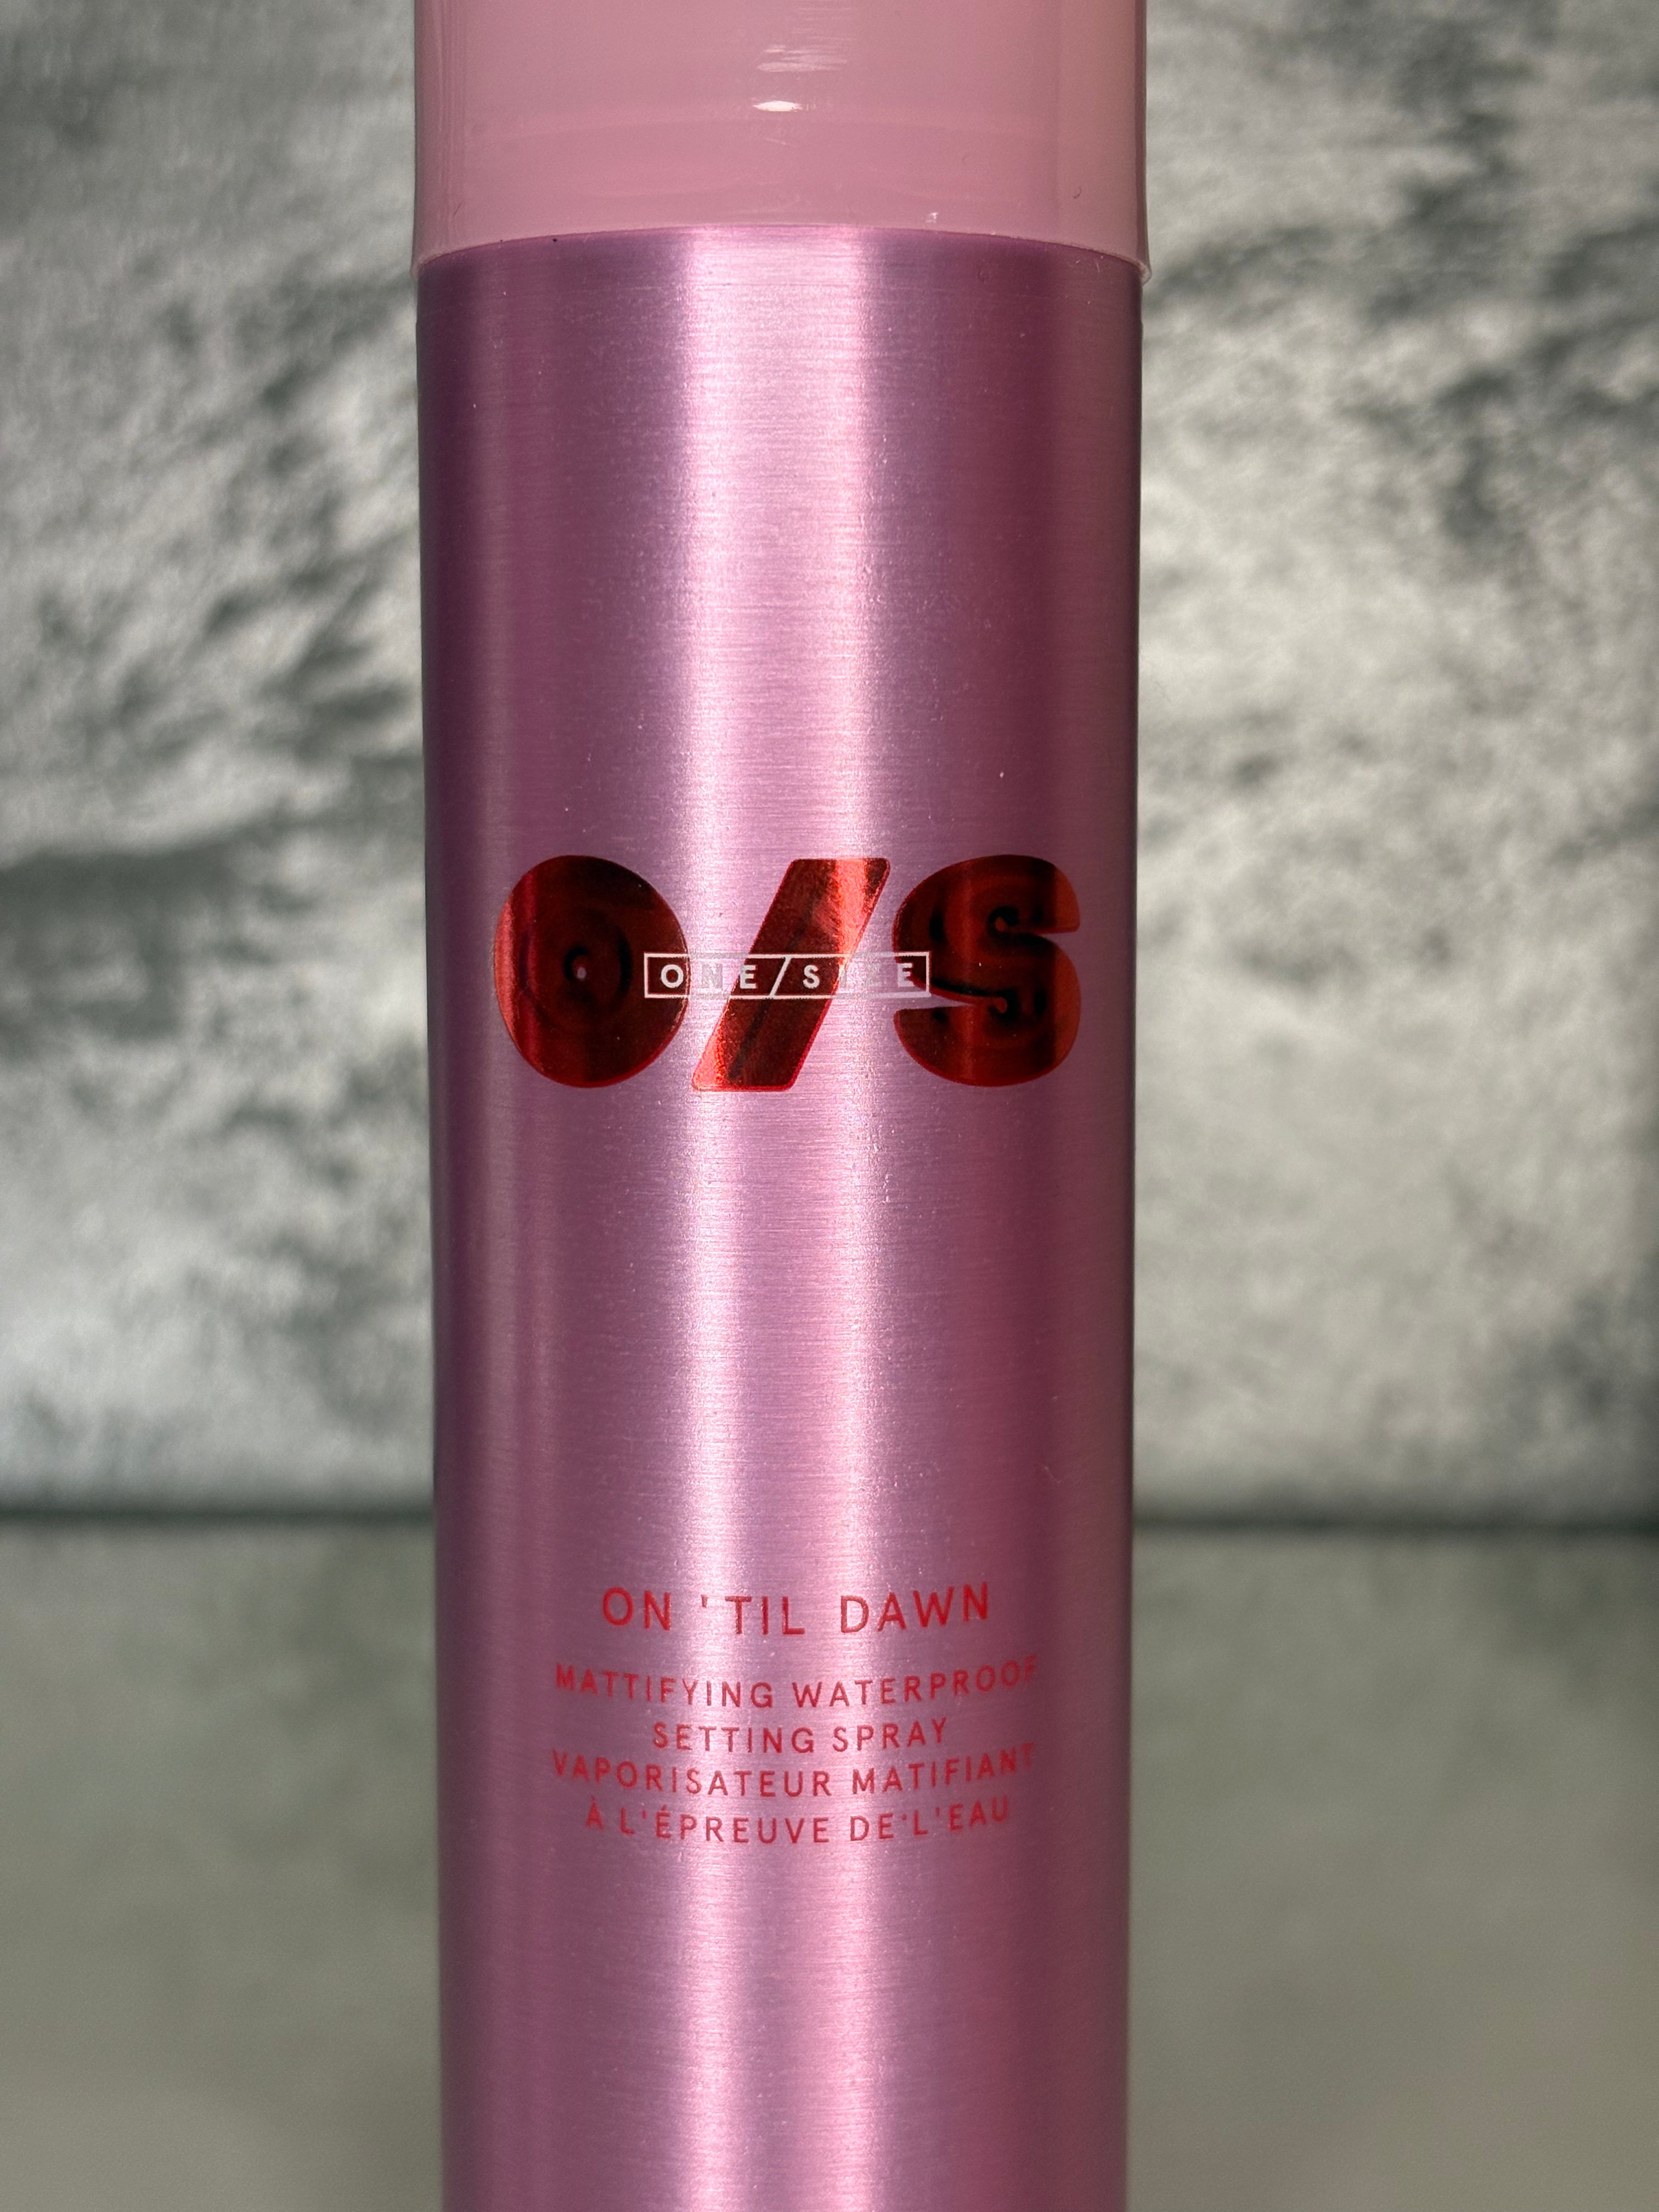 O/S
ONE/SIZE
ON 'TIL DAWN
MATTIFYING WATERPROOF
SETTING SPRAY
VAPORISATEUR MATIFIANT
À L'ÉPREUVE DE L'EAU